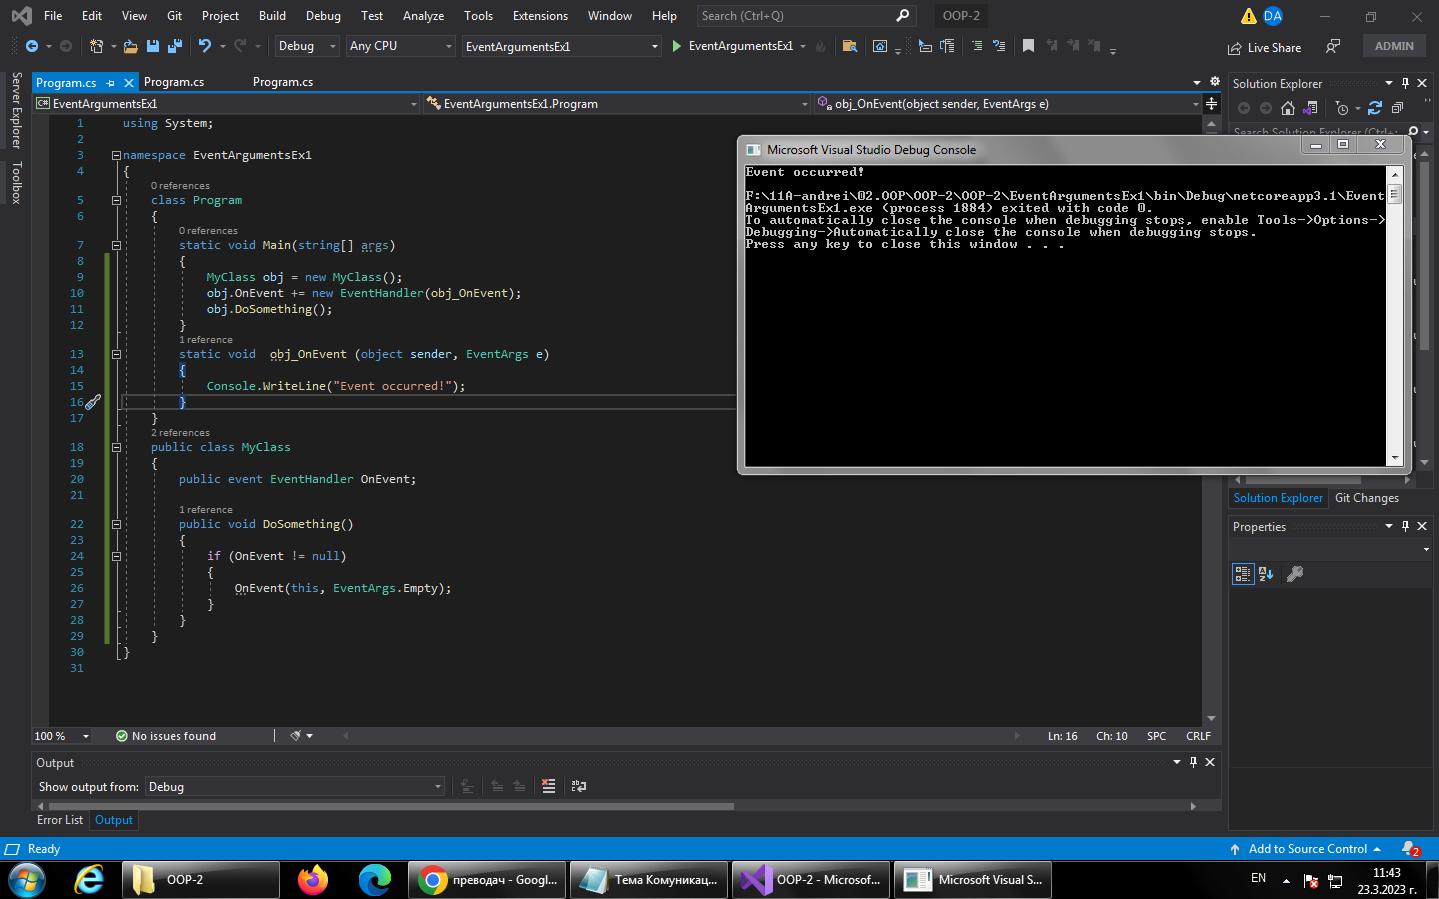 File Edit View Git Project Build Debug Test Analyze Tools Extensions Window Help Search (Ctrl+Q) OOP-2 DA
Debug Any CPU EventArgumentsEx1 EventArgumentsEx1 Live Share ADMIN
Server Explorer
Toolbox
Program.cs Program.cs Program.cs
EventArgumentsEx1 EventArgumentsEx1.Program obj_OnEvent(object sender, EventArgs e)
1 using System;
2
3 namespace EventArgumentsEx1
4 {
0 references
5 class Program
6 {
0 references
7 static void Main(string[] args)
8 {
9 MyClass obj = new MyClass();
10 obj.OnEvent += new EventHandler(obj_OnEvent);
11 obj.DoSomething();
12 }
1 reference
13 static void  obj_OnEvent (object sender, EventArgs e)
14 {
15 Console.WriteLine("Event occurred!");
16 }
17 }
2 references
18 public class MyClass
19 {
20 public event EventHandler OnEvent;
21
1 reference
22 public void DoSomething()
23 {
24 if (OnEvent != null)
25 {
26 OnEvent(this, EventArgs.Empty);
27 }
28 }
29 }
30 }
31
Microsoft Visual Studio Debug Console
Event occurred!
F:\11A-andrei\02.OOP\OOP-2\OOP-2\EventArgumentsEx1\bin\Debug\netcoreapp3.1\Event
ArgumentsEx1.exe (process 1884) exited with code 0.
To automatically close the console when debugging stops, enable Tools->Options->
Debugging->Automatically close the console when debugging stops.
Press any key to close this window . . .
Solution Explorer
Search Solution Explorer (Ctrl+;
Solution Explorer Git Changes
Properties
100 % No issues found Ln: 16 Ch: 10 SPC CRLF
Output
Show output from: Debug
Error List Output
Ready Add to Source Control 2
OOP-2 преводач - Googl... Тема Комуникац... OOP-2 - Microsof... Microsoft Visual S... EN 11:43
23.3.2023 г.